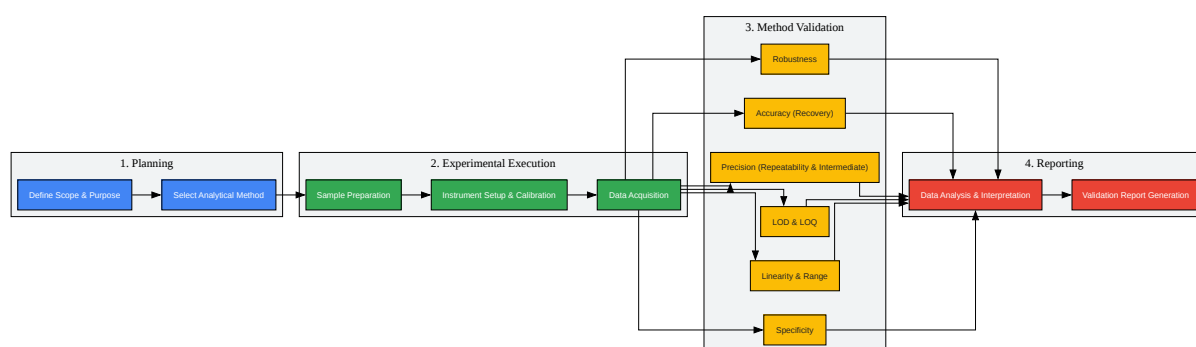 1. Planning
Define Scope & Purpose
Select Analytical Method
2. Experimental Execution
Sample Preparation
Instrument Setup & Calibration
Data Acquisition
3. Method Validation
Robustness
Accuracy (Recovery)
Precision (Repeatability & Intermediate)
LOD & LOQ
Linearity & Range
Specificity
4. Reporting
Data Analysis & Interpretation
Validation Report Generation